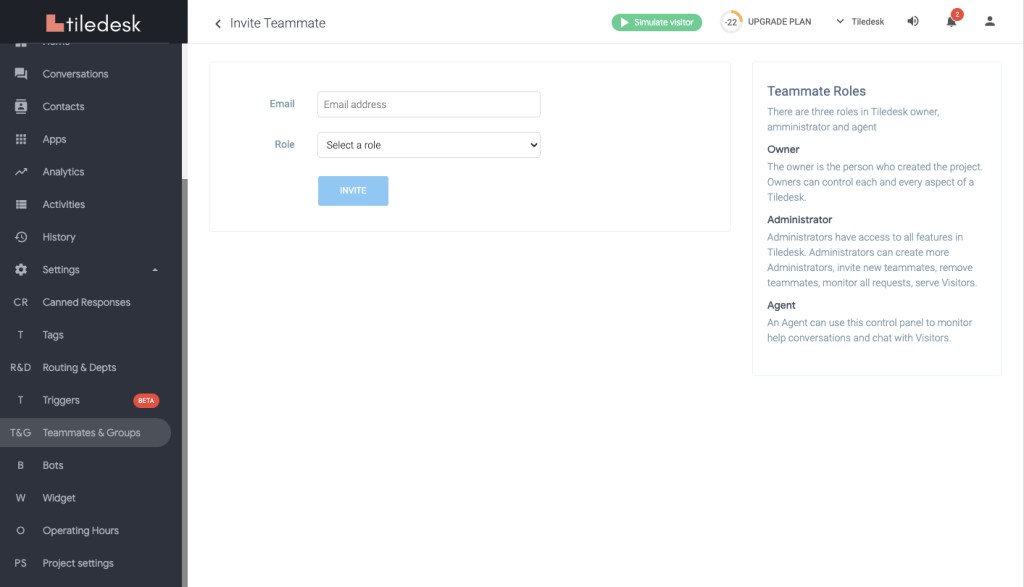 tiledesk
Home
Conversations
Contacts
Apps
Analytics
Activities
History
Settings
CR Canned Responses
T Tags
R&D Routing & Depts
T Triggers BETA
T&G Teammates & Groups
B Bots
W Widget
O Operating Hours
PS Project settings
Invite Teammate
Simulate visitor
-22 UPGRADE PLAN
Tiledesk
2
Email
Email address
Role
Select a role
INVITE
Teammate Roles
There are three roles in Tiledesk owner,
amministrator and agent
Owner
The owner is the person who created the project.
Owners can control each and every aspect of a
Tiledesk.
Administrator
Administrators have access to all features in
Tiledesk. Administrators can create more
Administrators, invite new teammates, remove
teammates, monitor all requests, serve Visitors.
Agent
An Agent can use this control panel to monitor
help conversations and chat with Visitors.